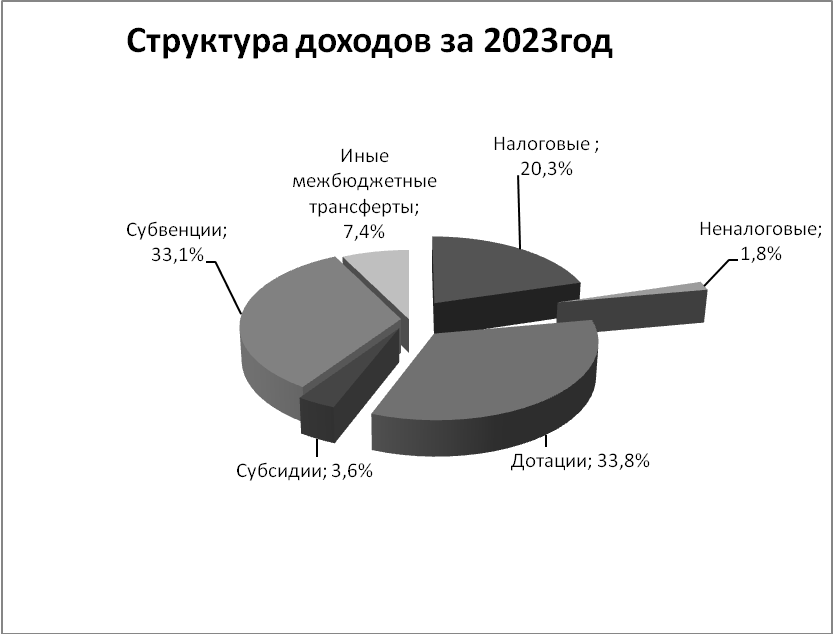 Структура доходов за 2023год
Налоговые ;
20,3%
Иные
межбюджетные
трансферты;
7,4%
Субвенции;
33,1%
Неналоговые;
1,8%
Дотации; 33,8%
Субсидии; 3,6%